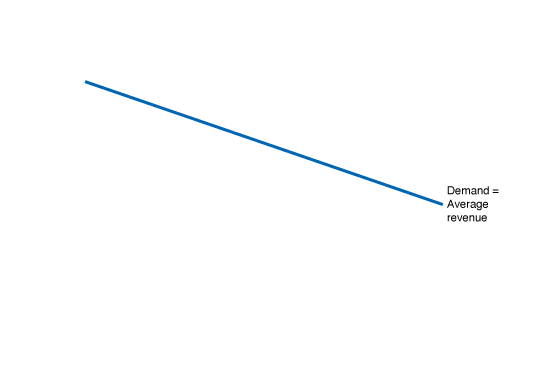 Demand =
Average
revenue